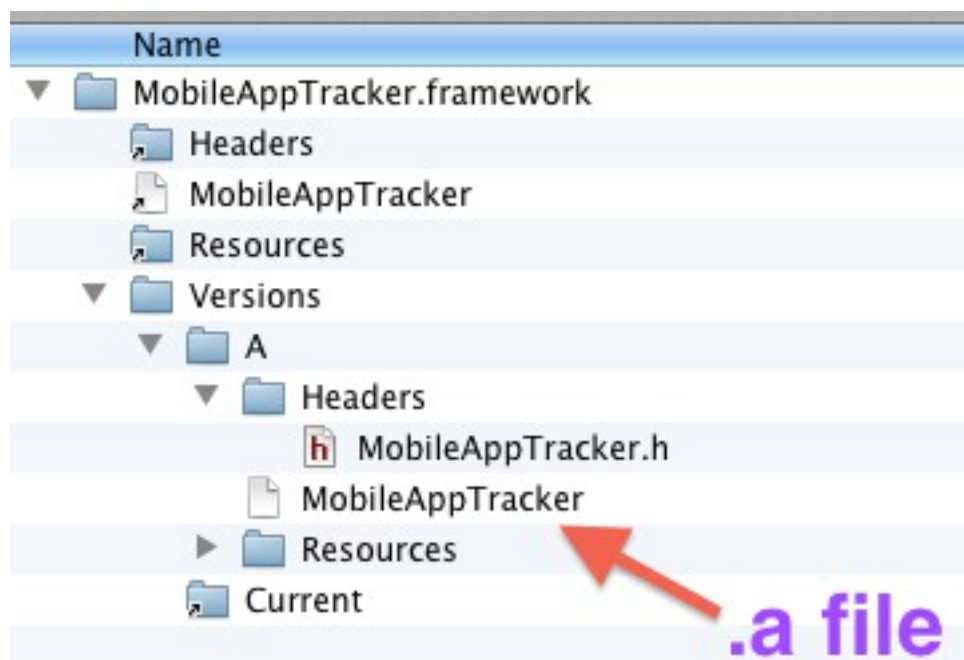 Name
MobileAppTracker.framework
Headers
MobileAppTracker
Resources
Versions
A
Headers
h MobileAppTracker.h
MobileAppTracker
Resources
Current
.a file